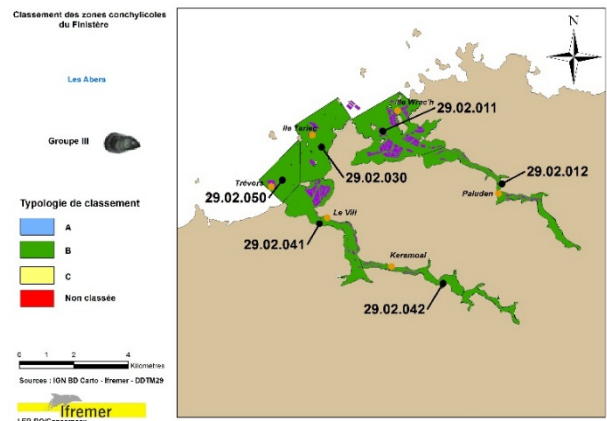 Classement des zones conchylicoles
du Finistère
Les Abers
Groupe III
Typologie de classement
A
B
C
Non classée
0 2 4
Kilomètres
Sources : IGN BD Carto - Ifremer - DDTM29
Ifremer
N
Ile Wrac'h
29.02.011
Ile Tariec
29.02.030
29.02.012
Trévors
Paluden
29.02.050
Le Vill
29.02.041
Kersmoal
29.02.042